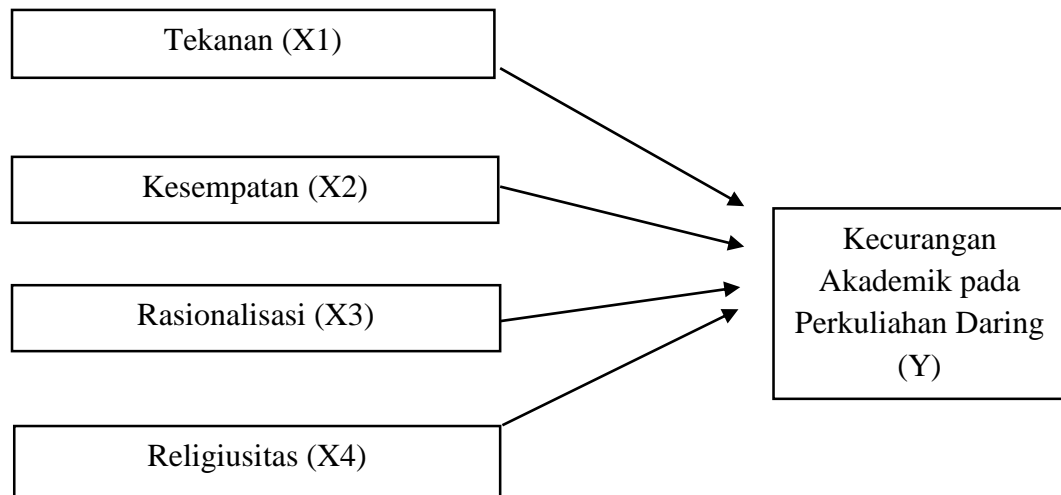 Tekanan (X1)
Kesempatan (X2)
Rasionalisasi (X3)
Religiusitas (X4)
Kecurangan
Akademik pada
Perkuliahan Daring
(Y)